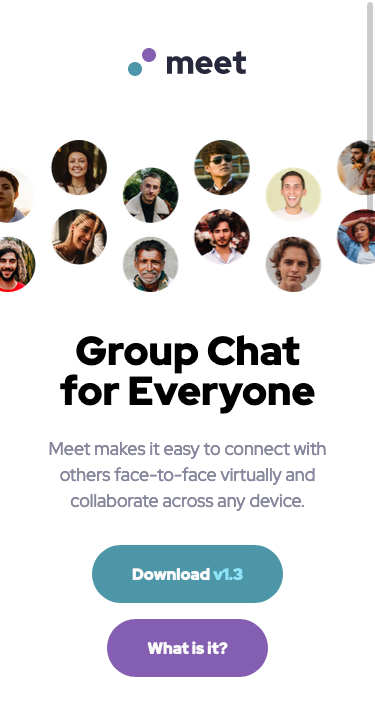 meet
Group Chat
for Everyone
Meet makes it easy to connect with
others face-to-face virtually and
collaborate across any device.
Download v1.3
What is it?